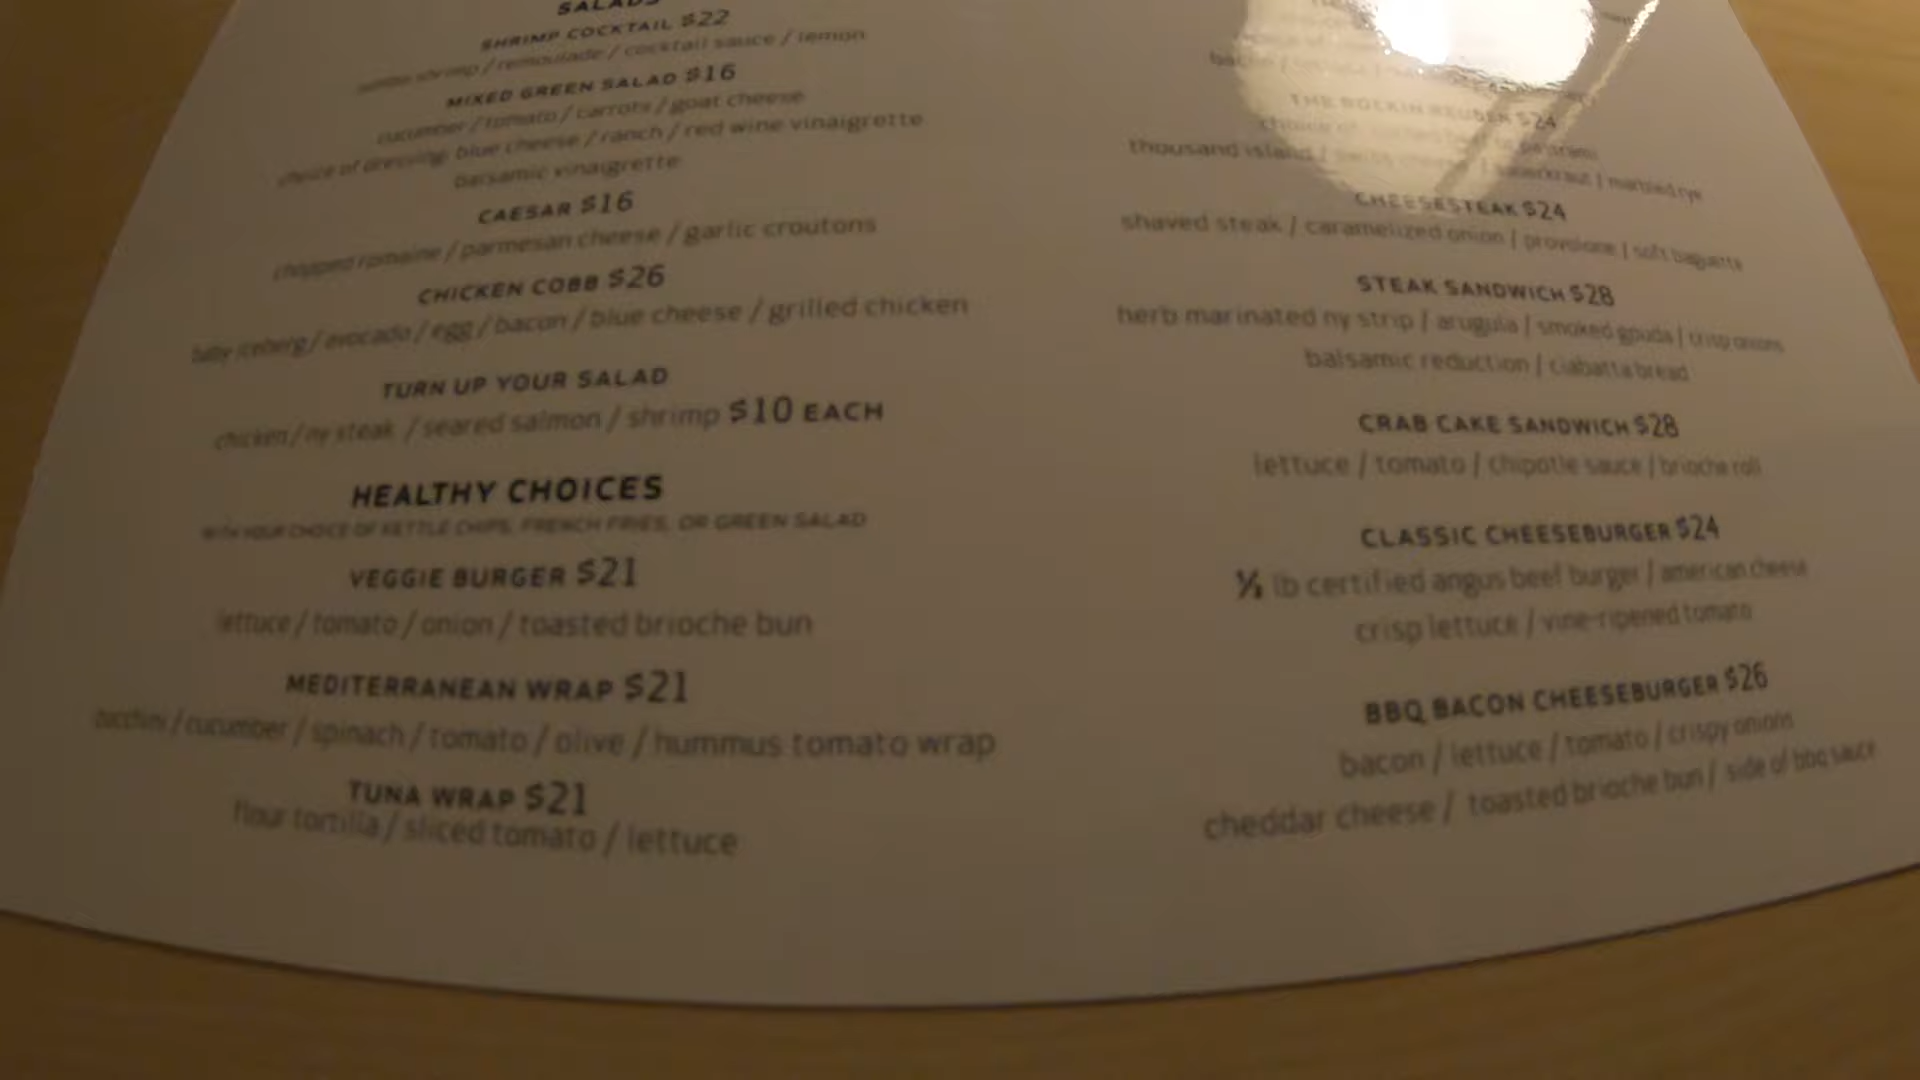 SALADS
SHRIMP COCKTAIL $22
jumbo shrimp / remoulade / cocktail sauce / lemon
MIXED GREEN SALAD $16
cucumber / tomato / carrots / goat cheese
choice of dressing: blue cheese / ranch / red wine vinaigrette
balsamic vinaigrette
CAESAR $16
chopped romaine / parmesan cheese / garlic croutons
CHICKEN COBB $26
baby iceberg / avocado / egg / bacon / blue cheese / grilled chicken
TURN UP YOUR SALAD
chicken / ny steak / seared salmon / shrimp $10 EACH
HEALTHY CHOICES
WITH YOUR CHOICE OF KETTLE CHIPS, FRENCH FRIES, OR GREEN SALAD
VEGGIE BURGER $21
lettuce / tomato / onion / toasted brioche bun
MEDITERRANEAN WRAP $21
/ cucumber / spinach / tomato / olive / hummus tomato wrap
TUNA WRAP $21
flour tortilla / sliced tomato / lettuce
bacon /
THE ROCKIN REUBEN $24
choice of
thousand island / swiss / sauerkraut / marbled rye
CHEESESTEAK $24
shaved steak / caramelized onion / provolone / soft baguette
STEAK SANDWICH $28
herb marinated ny strip / arugula / smoked gouda / crisp onions
balsamic reduction / ciabatta bread
CRAB CAKE SANDWICH $28
lettuce / tomato / chipotle sauce / brioche roll
CLASSIC CHEESEBURGER $24
lb certified angus beef burger / american cheese
crisp lettuce / vine-ripened tomato
BBQ BACON CHEESEBURGER $26
bacon / lettuce / tomato / crispy onions
cheddar cheese / toasted brioche bun / side of bbq sauce